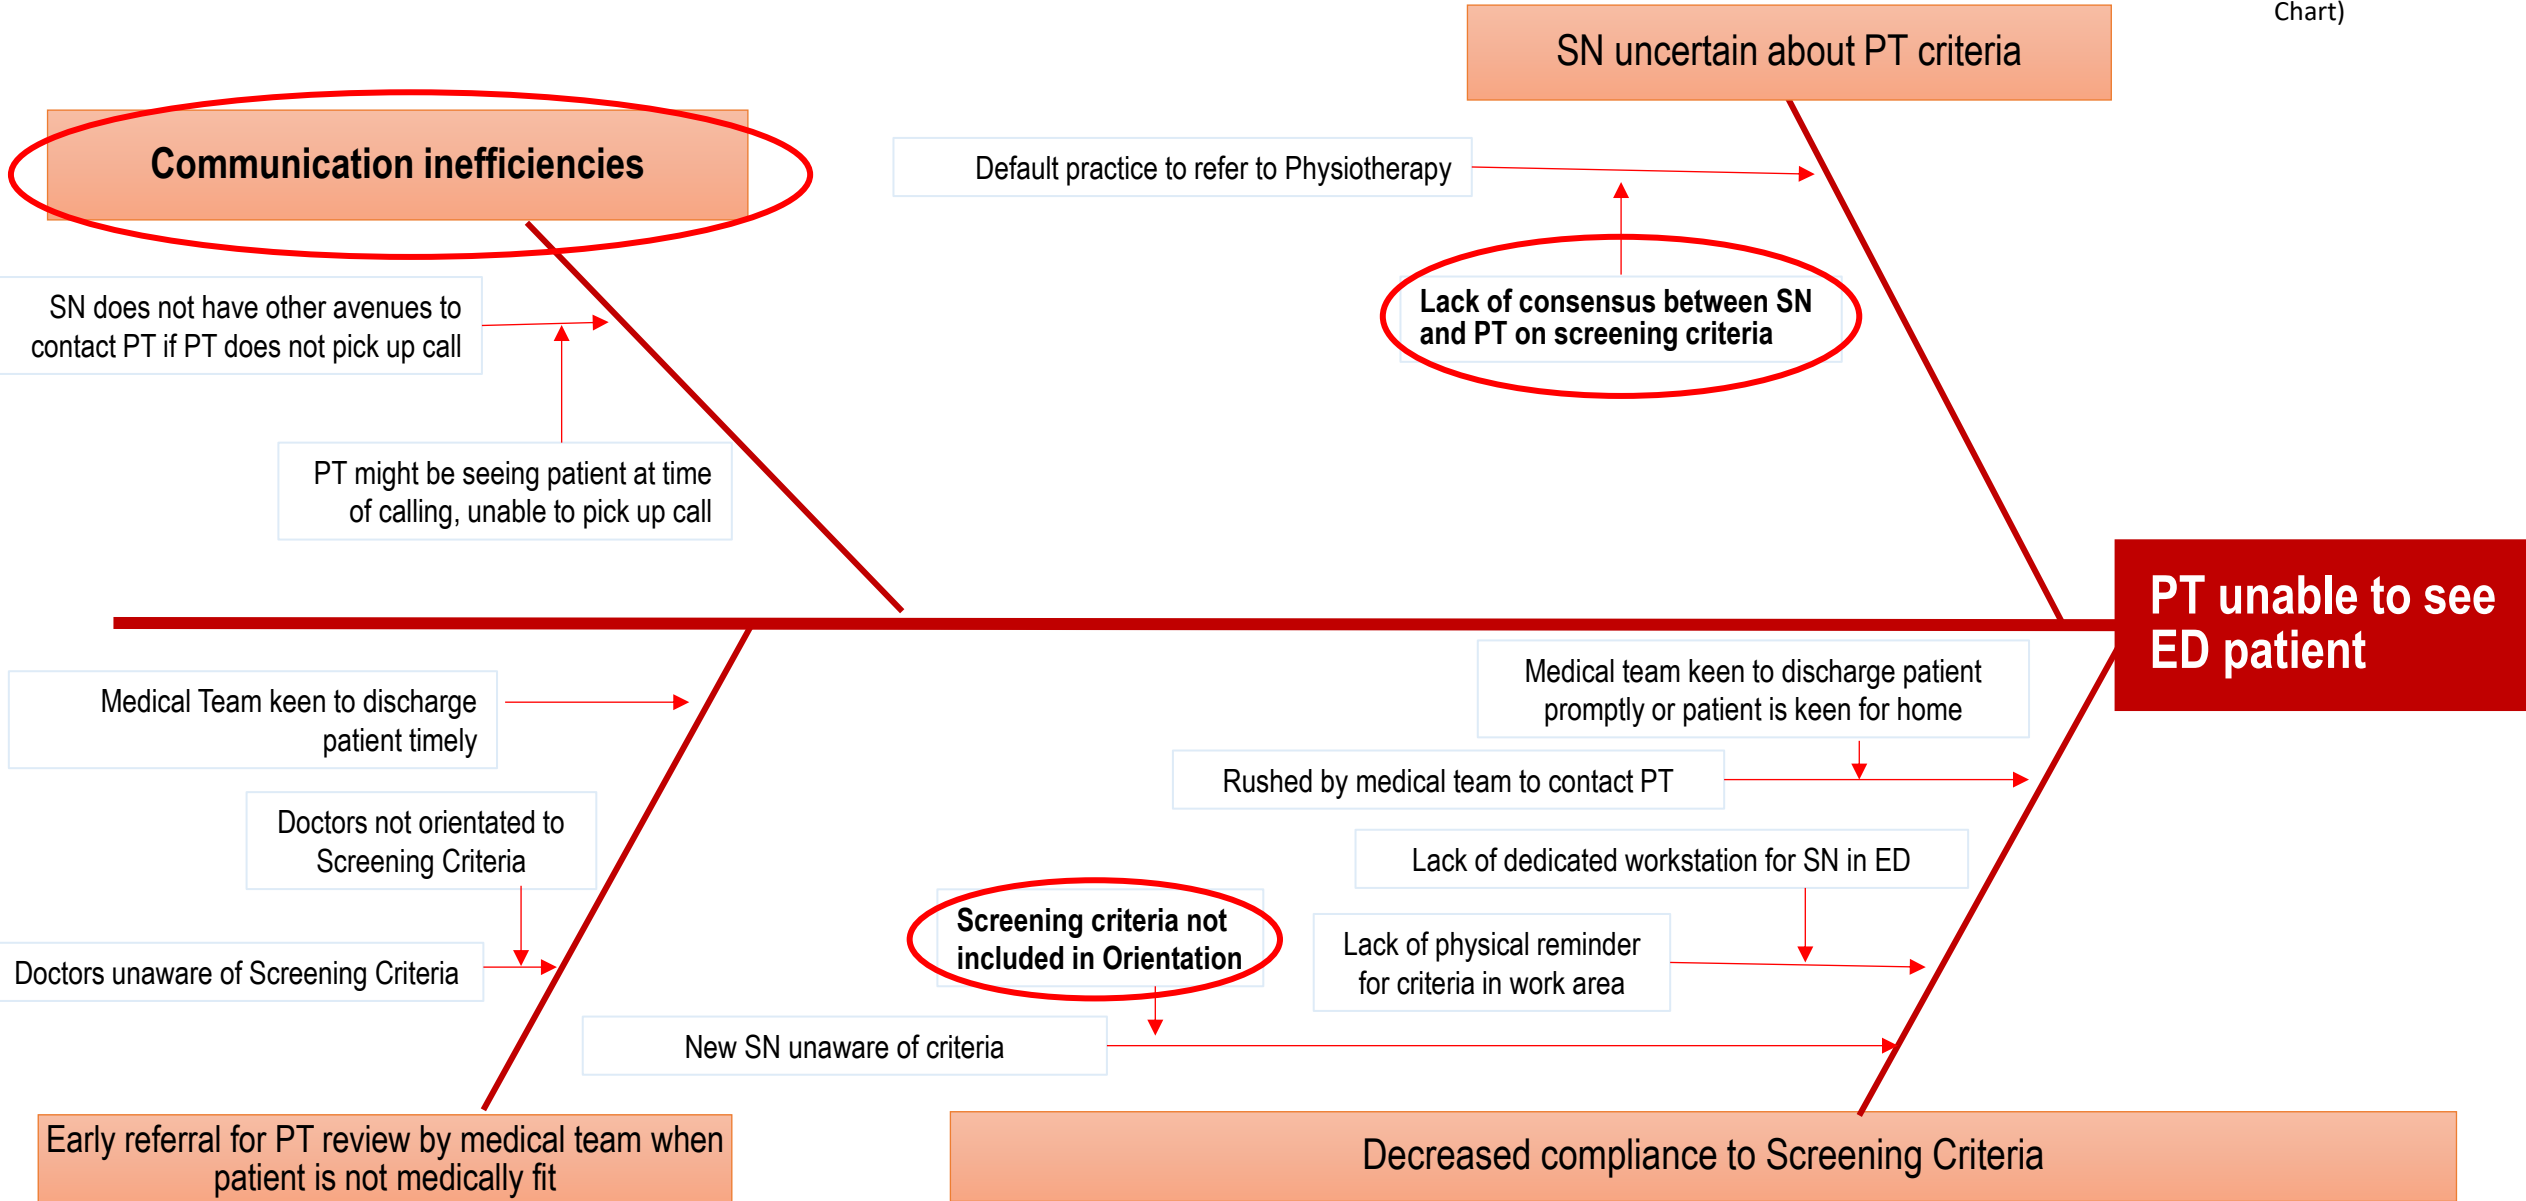 Chart)
SN uncertain about PT criteria
Communication inefficiencies
Default practice to refer to Physiotherapy
SN does not have other avenues to
contact PT if PT does not pick up call
Lack of consensus between SN
and PT on screening criteria
PT might be seeing patient at time
of calling, unable to pick up call
PT unable to see
ED patient
Medical Team keen to discharge
patient timely
Medical team keen to discharge patient
promptly or patient is keen for home
Rushed by medical team to contact PT
Doctors not orientated to
Screening Criteria
Lack of dedicated workstation for SN in ED
Screening criteria not
included in Orientation
Lack of physical reminder
for criteria in work area
Doctors unaware of Screening Criteria
New SN unaware of criteria
Early referral for PT review by medical team when
patient is not medically fit
Decreased compliance to Screening Criteria